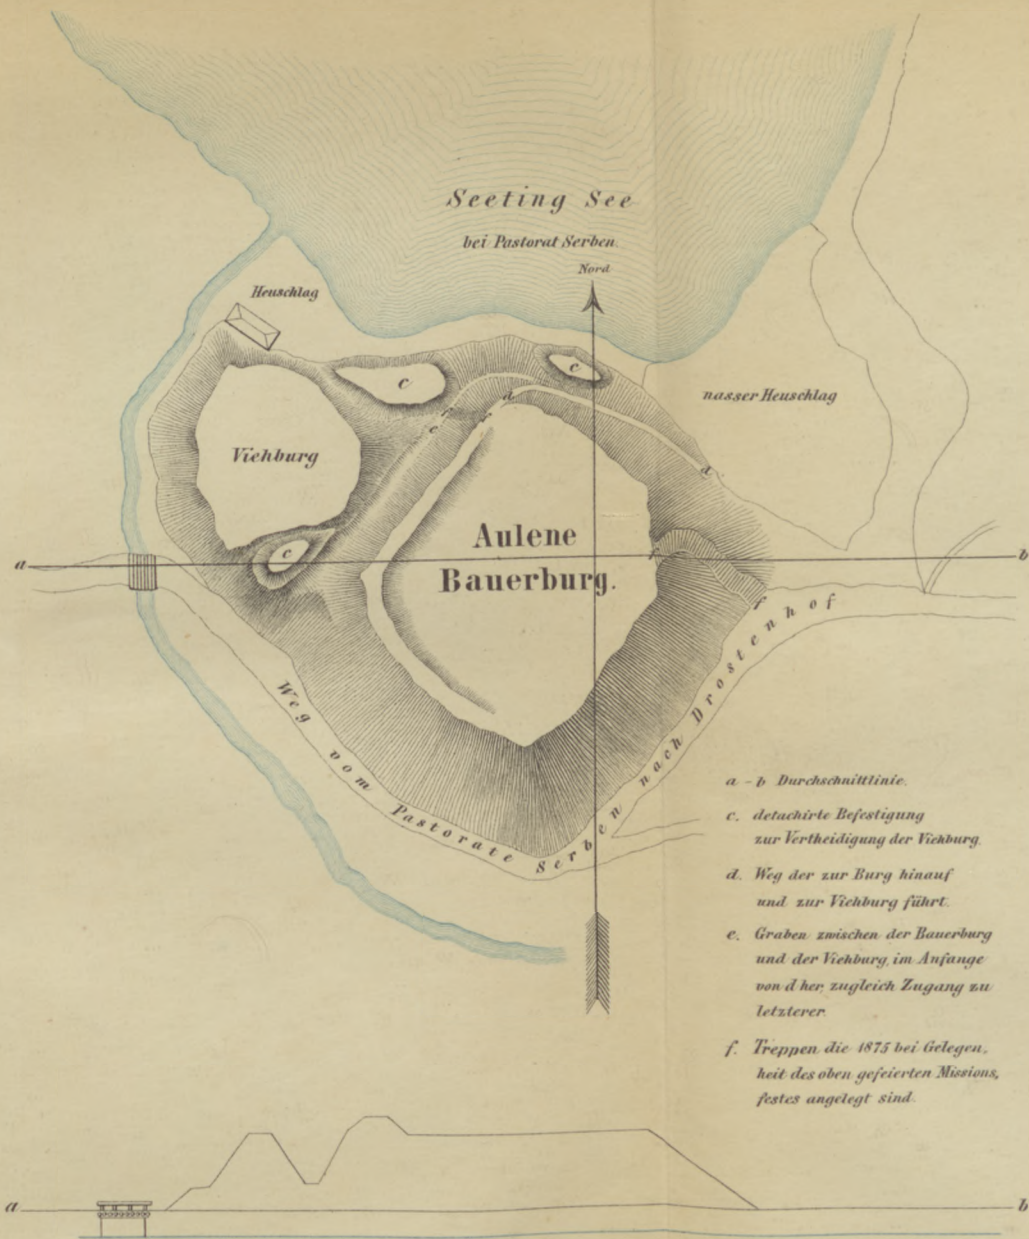 Seeting See
bei Pastorat Serben.
Nord
Heuschlag
c
c
nasser Heuschlag
d
f
f
e
Viehburg
d
Aulene
Bauerburg.
c
a
f
b
f
Weg vom Pastorate Serben nach Drostenhof
a - b Durchschnittlinie.
c. detachirte Befestigung
zur Vertheidigung der Viehburg.
d. Weg der zur Burg hinauf
und zur Viehburg führt.
e. Graben zwischen der Bauerburg
und der Viehburg, im Anfange
von d her, zugleich Zugang zu
letzterer.
f. Treppen die 1875 bei Gelegen,
heit des oben gefeierten Missions,
festes angelegt sind.
a
b